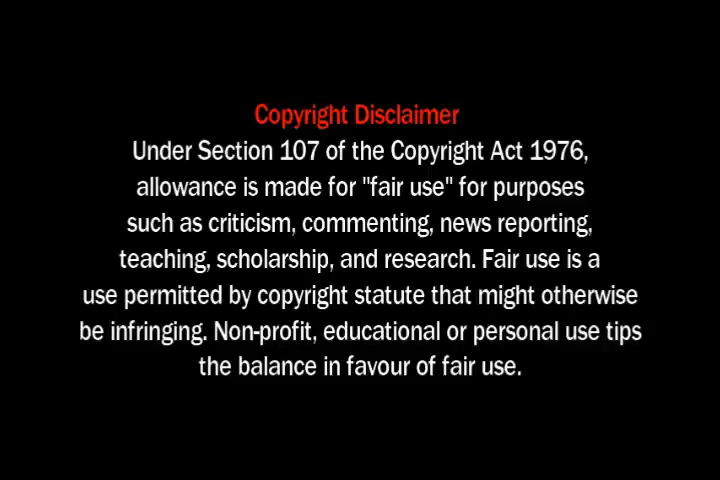 Copyright Disclaimer
Under Section 107 of the Copyright Act 1976,
allowance is made for "fair use" for purposes
such as criticism, commenting, news reporting,
teaching, scholarship, and research. Fair use is a
use permitted by copyright statute that might otherwise
be infringing. Non-profit, educational or personal use tips
the balance in favour of fair use.